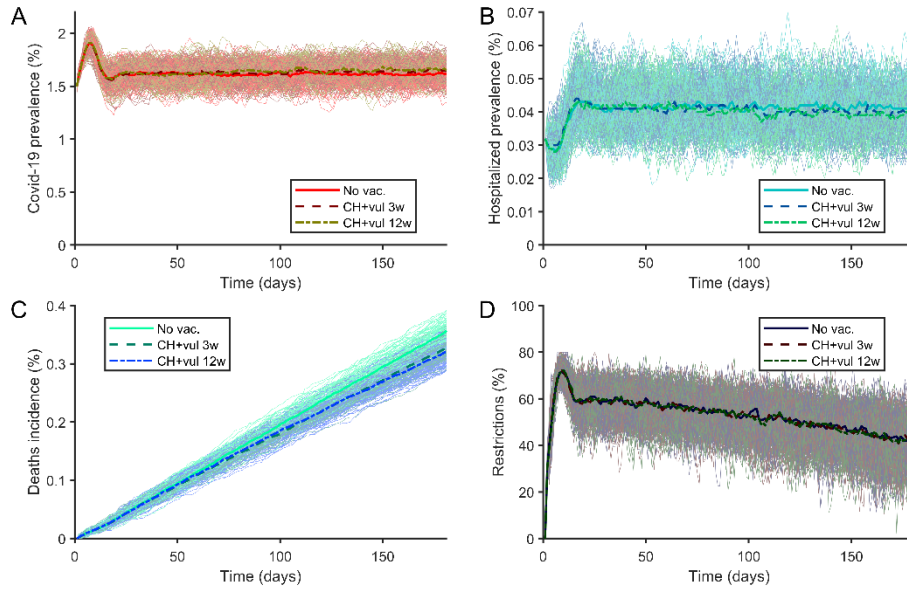 A
Covid-19 prevalence (%)
2
1.5
1
0.5
0
0
50
100
150
Time (days)
No vac.
CH+vul 3w
CH+vul 12w
B
Hospitalized prevalence (%)
0.07
0.06
0.05
0.04
0.03
0.02
0.01
0
0
50
100
150
Time (days)
No vac.
CH+vul 3w
CH+vul 12w
C
Deaths incidence (%)
0.4
0.3
0.2
0.1
0
0
50
100
150
Time (days)
No vac.
CH+vul 3w
CH+vul 12w
D
Restrictions (%)
100
80
60
40
20
0
0
50
100
150
Time (days)
No vac.
CH+vul 3w
CH+vul 12w